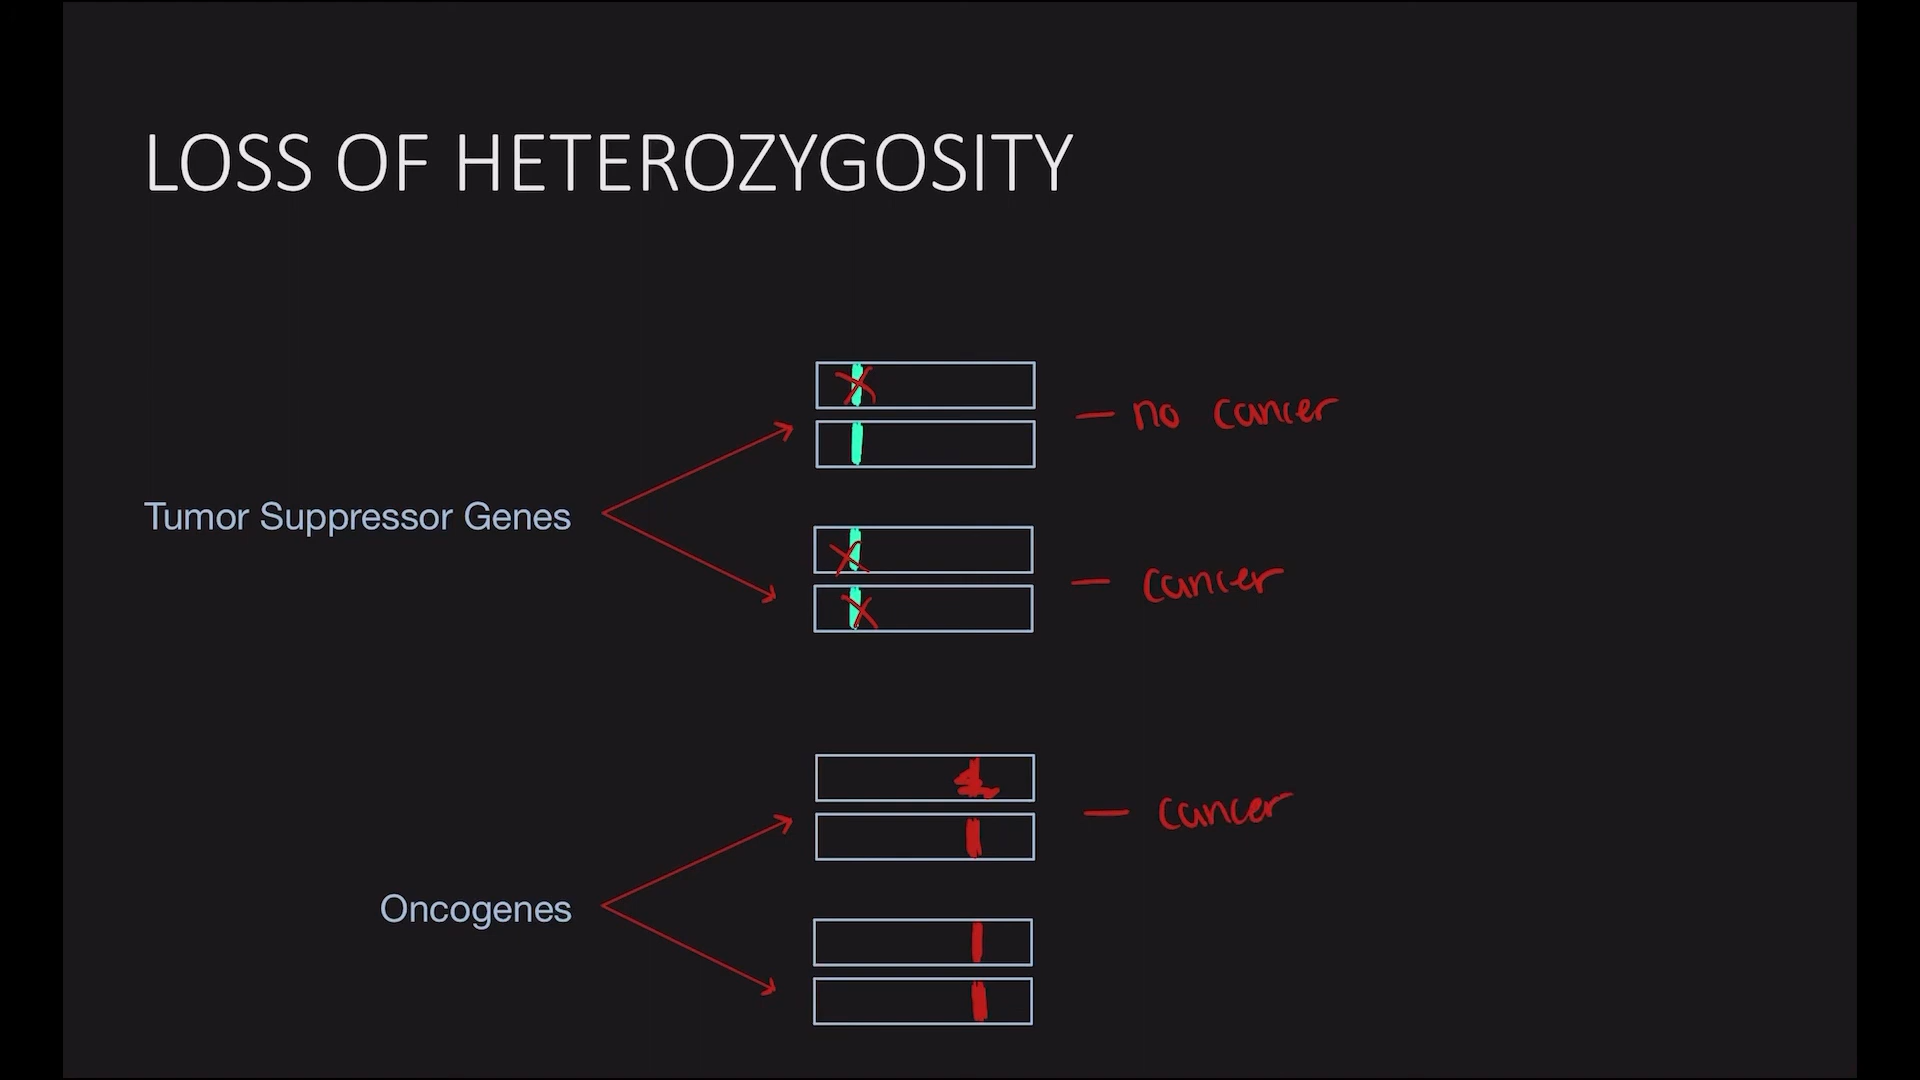 LOSS OF HETEROZYGOSITY
— no cancer
Tumor Suppressor Genes
— cancer
— cancer
Oncogenes